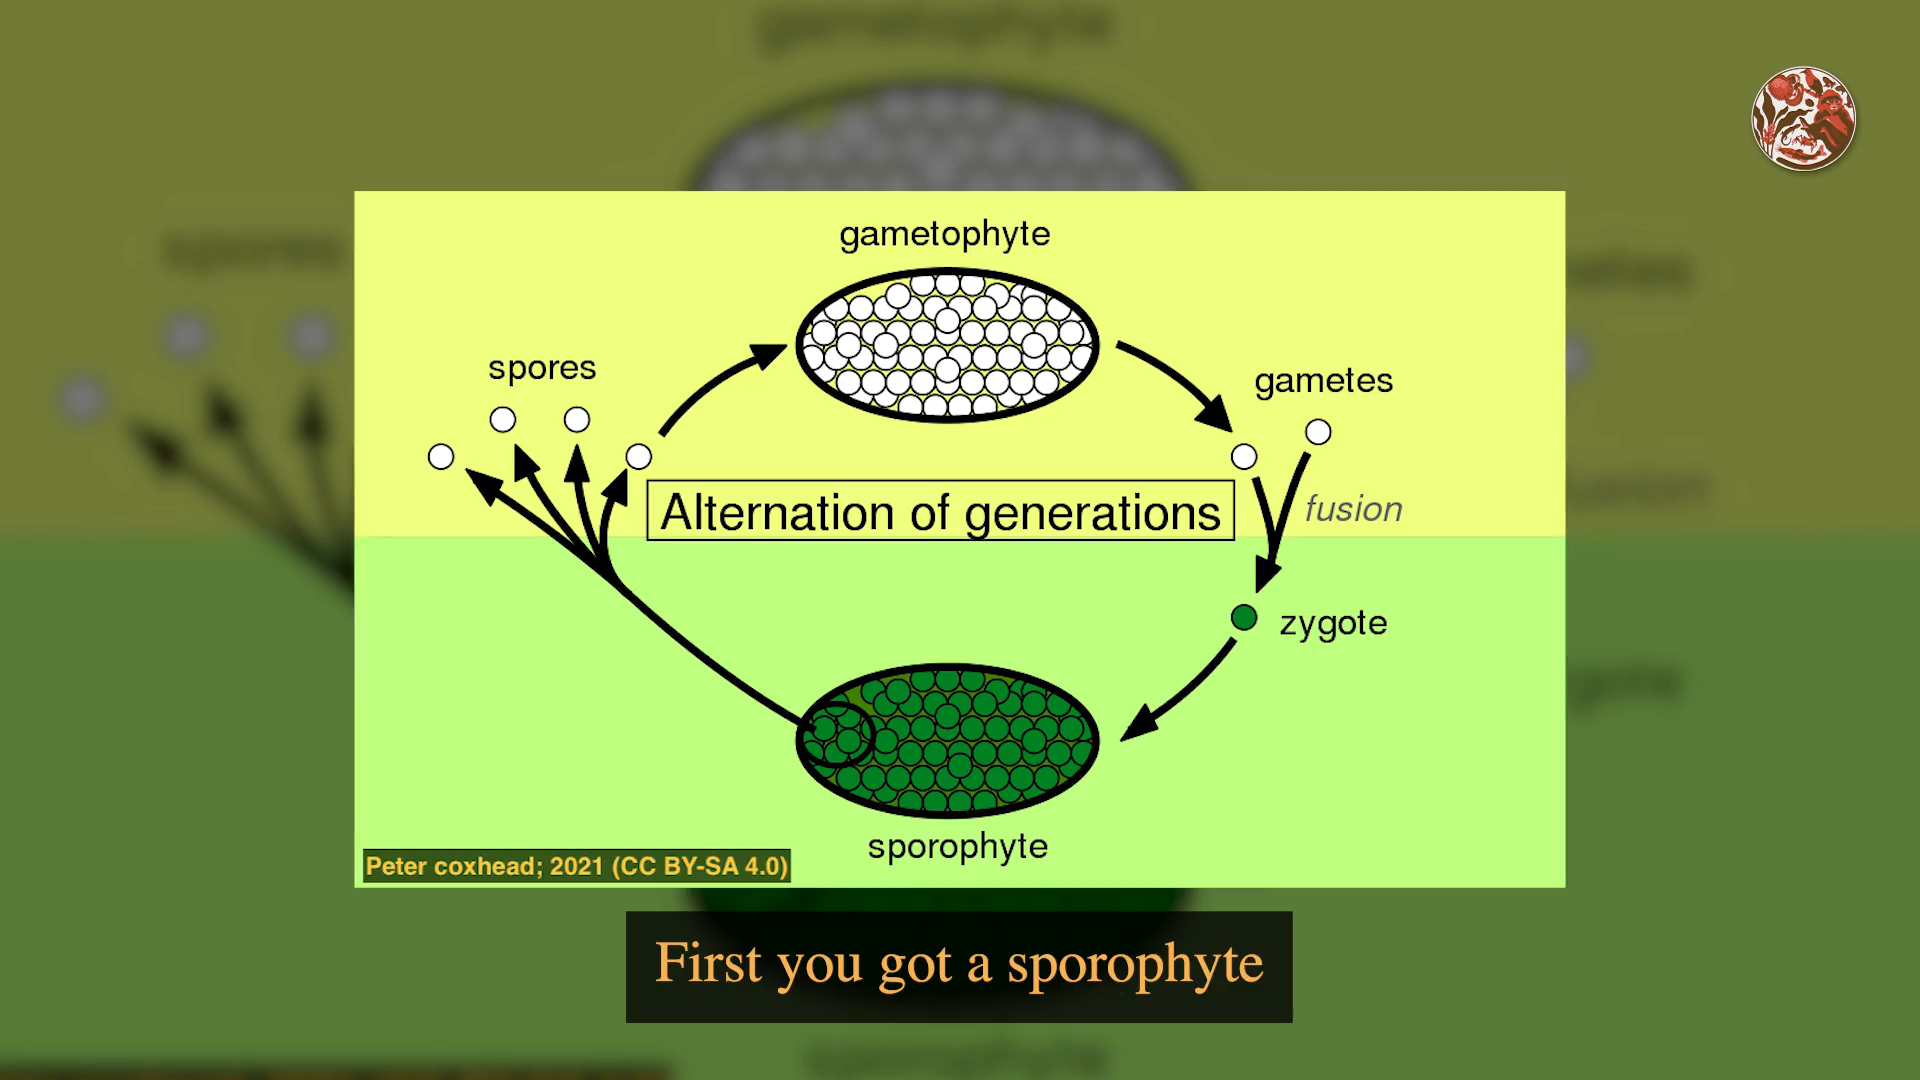 gametophyte
spores
gametes
Alternation of generations
fusion
zygote
sporophyte
Peter coxhead; 2021 (CC BY-SA 4.0)
First you got a sporophyte